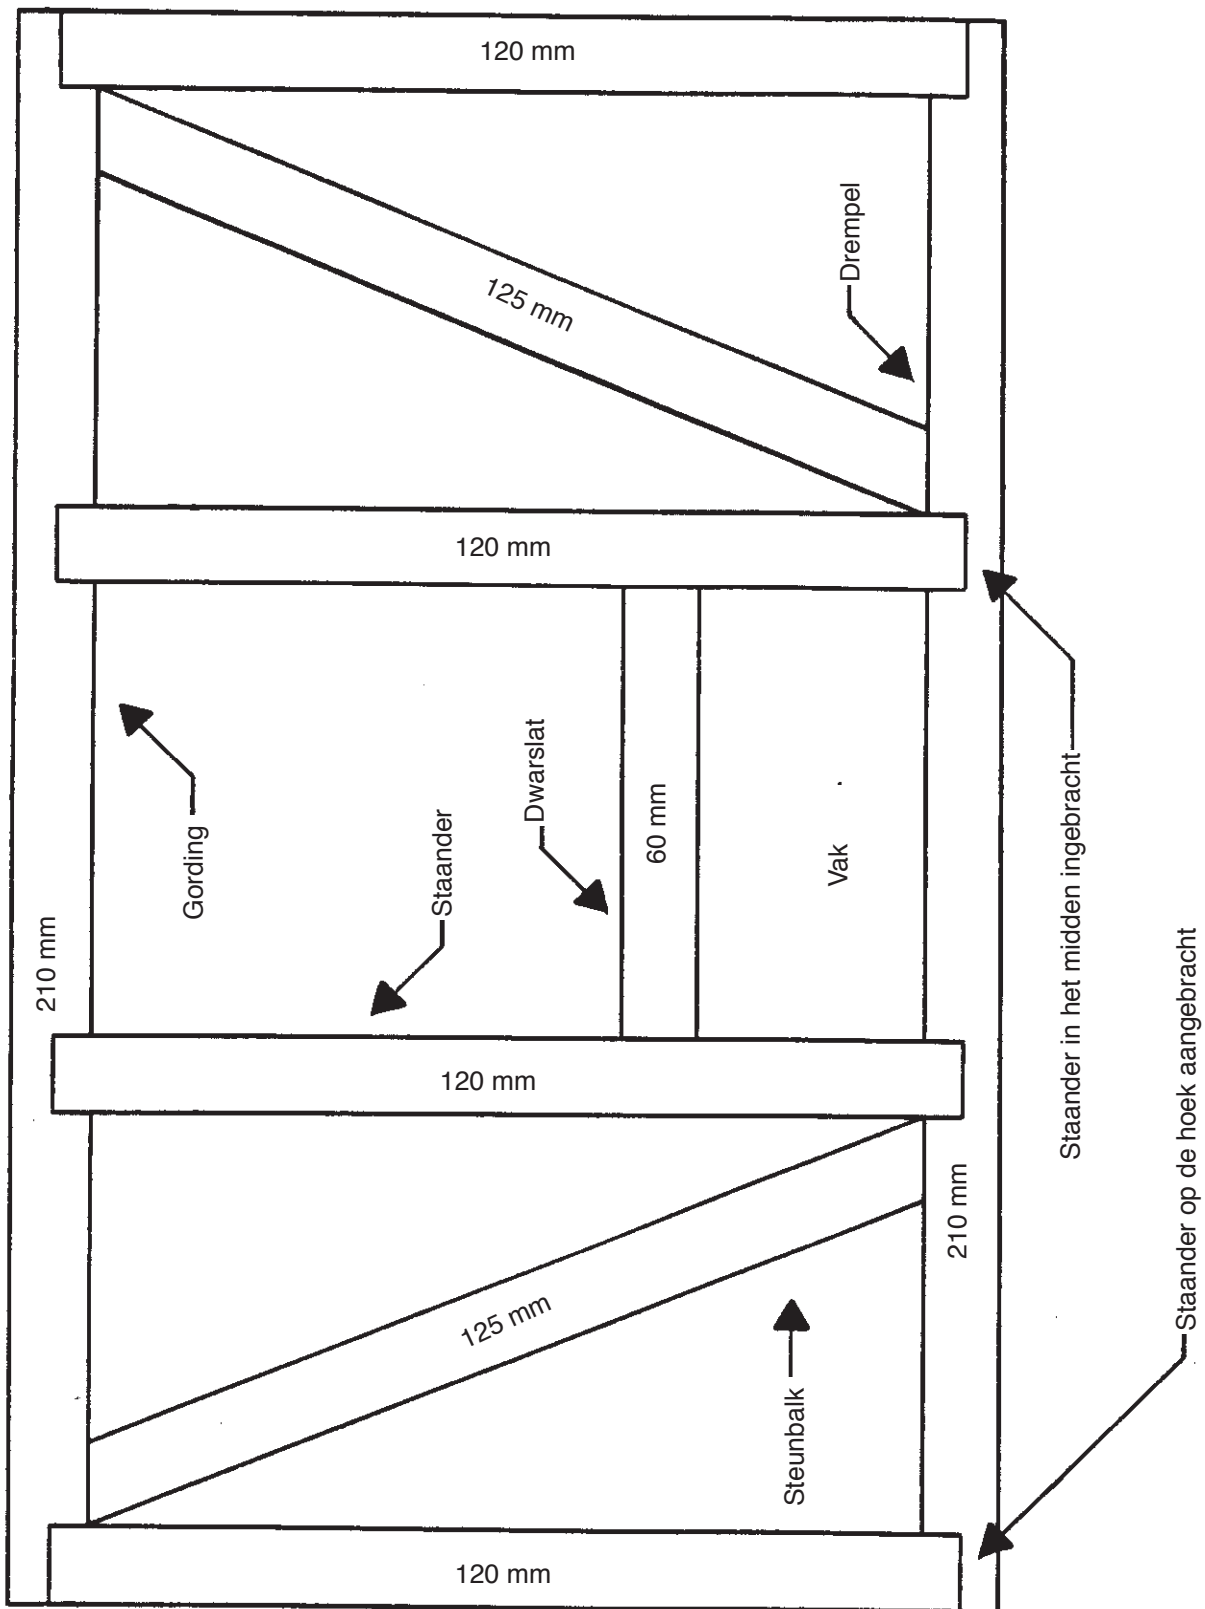 120 mm
Drempel
125 mm
120 mm
Gording
Staander
Dwarslat
60 mm
Vak
210 mm
Staander in het midden ingebracht
Staander op de hoek aangebracht
120 mm
210 mm
125 mm
Steunbalk
120 mm